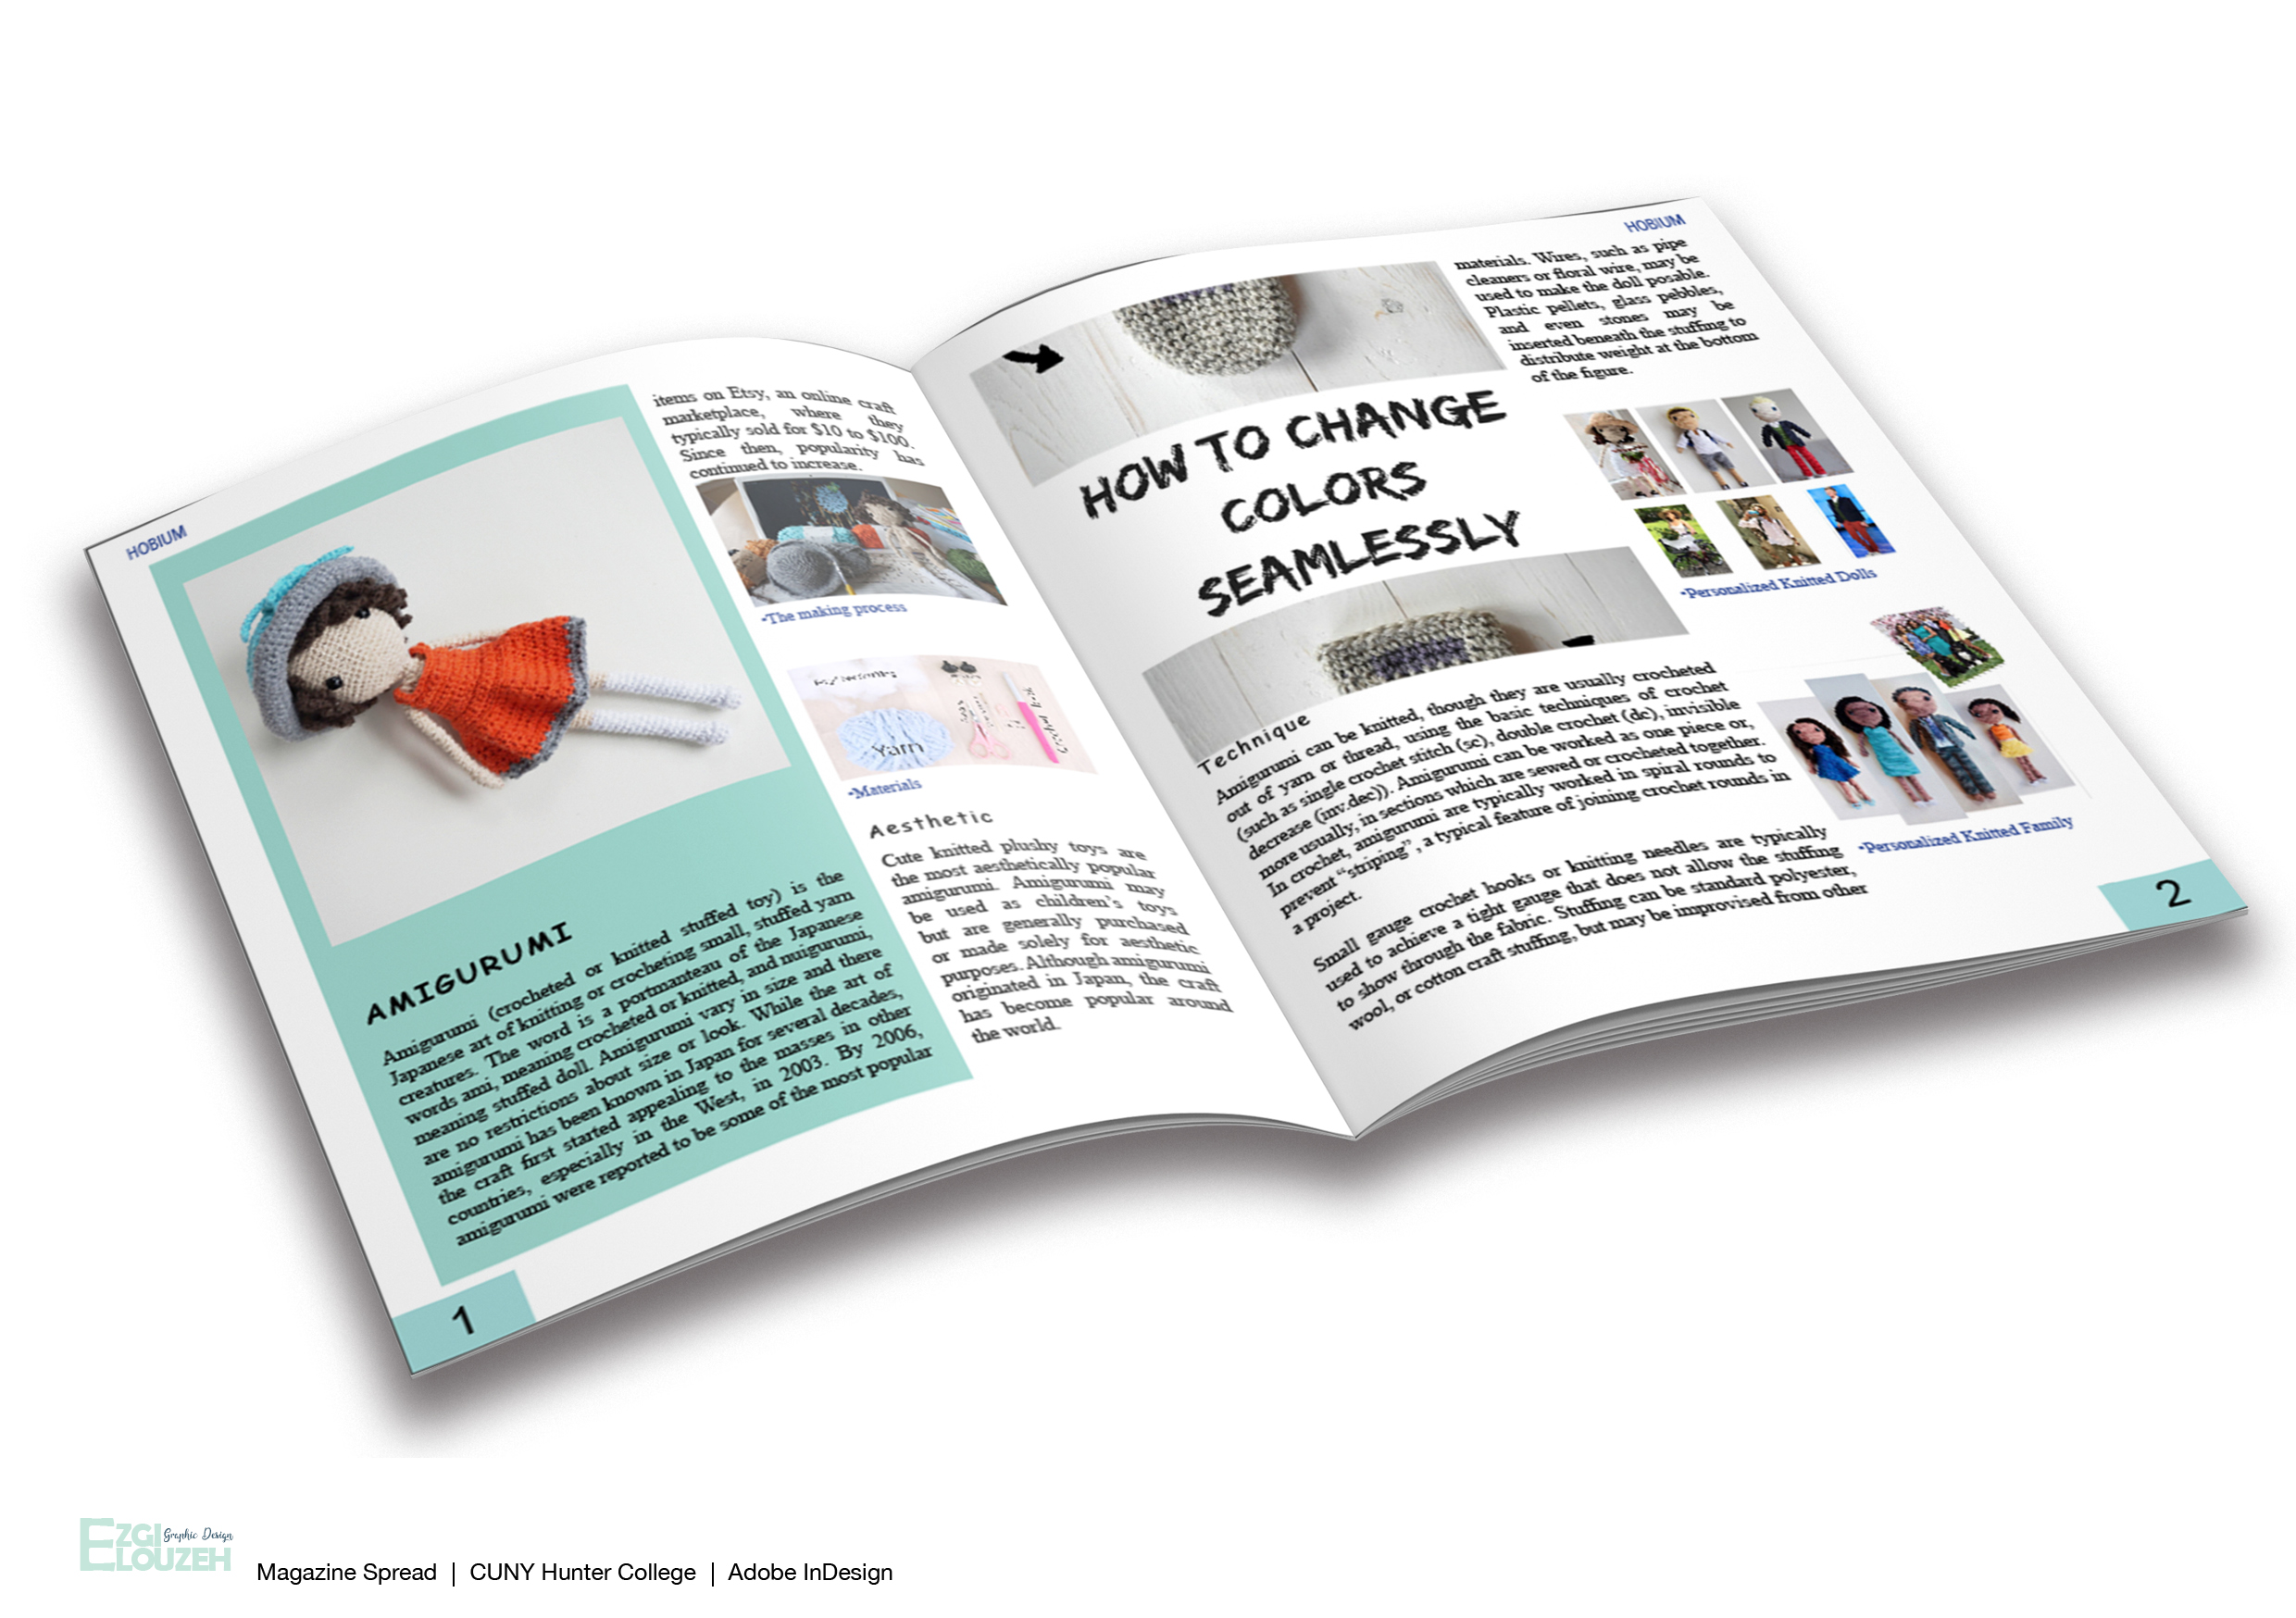 HOBIUM
AMIGURUMI
Amigurumi (crocheted or knitted stuffed toy) is the
Japanese art of knitting or crocheting small, stuffed yarn
creatures. The word is a portmanteau of the Japanese
words ami, meaning crocheted or knitted, and nuigurumi,
meaning stuffed doll. Amigurumi vary in size and there
are no restrictions about size or look. While the art of
amigurumi has been known in Japan for several decades,
the craft first started appealing to the masses in other
countries, especially in the West, in 2003. By 2006,
amigurumi were reported to be some of the most popular
1
items on Etsy, an online craft
marketplace, where they
typically sold for $10 to $100.
Since then, popularity has
continued to increase.
•The making process
Yarn
•Materials
Aesthetic
Cute knitted plushy toys are
the most aesthetically popular
amigurumi. Amigurumi may
be used as children's toys
but are generally purchased
or made solely for aesthetic
purposes. Although amigurumi
originated in Japan, the craft
has become popular around
the world.
HOW TO CHANGE
COLORS
SEAMLESSLY
Technique
Amigurumi can be knitted, though they are usually crocheted
out of yarn or thread, using the basic techniques of crochet
(such as single crochet stitch (sc), double crochet (dc), invisible
decrease (inv.dec)). Amigurumi can be worked as one piece or,
more usually, in sections which are sewed or crocheted together.
In crochet, amigurumi are typically worked in spiral rounds to
prevent “striping”, a typical feature of joining crochet rounds in
a project.
Small gauge crochet hooks or knitting needles are typically
used to achieve a tight gauge that does not allow the stuffing
to show through the fabric. Stuffing can be standard polyester,
wool, or cotton craft stuffing, but may be improvised from other
HOBIUM
materials. Wires, such as pipe
cleaners or floral wire, may be
used to make the doll posable.
Plastic pellets, glass pebbles,
and even stones may be
inserted beneath the stuffing to
distribute weight at the bottom
of the figure.
•Personalized Knitted Dolls
•Personalized Knitted Family
2
EZGI Graphic Design
ELOUZEH
Magazine Spread | CUNY Hunter College | Adobe InDesign